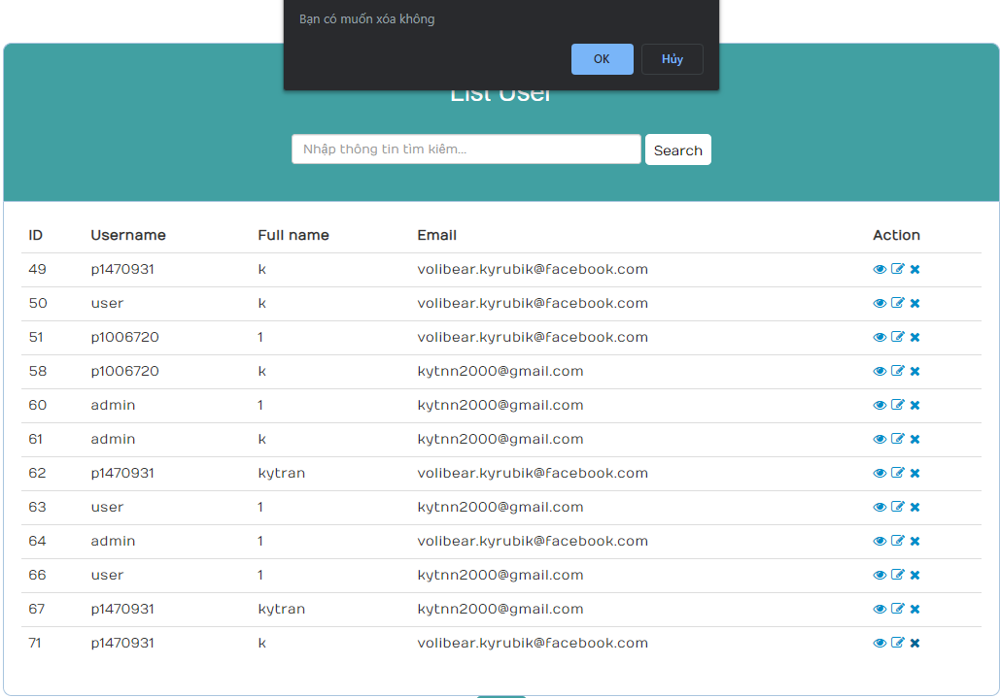 Bạn có muốn xóa không
OK Hủy
List User
Nhập thông tin tìm kiếm... Search
ID Username Full name Email Action
49 p1470931 k volibear.kyrubik@facebook.com
50 user k volibear.kyrubik@facebook.com
51 p1006720 1 volibear.kyrubik@facebook.com
58 p1006720 k kytnn2000@gmail.com
60 admin 1 kytnn2000@gmail.com
61 admin k kytnn2000@gmail.com
62 p1470931 kytran volibear.kyrubik@facebook.com
63 user 1 kytnn2000@gmail.com
64 admin 1 volibear.kyrubik@facebook.com
66 user 1 kytnn2000@gmail.com
67 p1470931 kytran kytnn2000@gmail.com
71 p1470931 k volibear.kyrubik@facebook.com